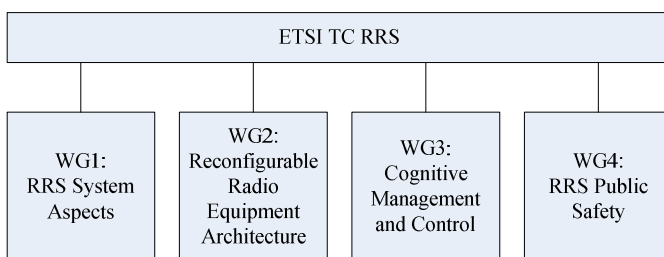 ETSI TC RRS
WG1:
RRS System
Aspects
WG2:
Reconfigurable
Radio
Equipment
Architecture
WG3:
Cognitive
Management
and Control
WG4:
RRS Public
Safety